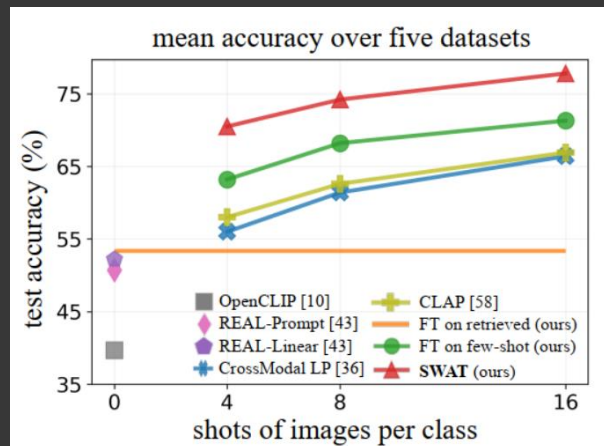 mean accuracy over five datasets
test accuracy (%)
75
65
55
45
35
OpenCLIP [10]
REAL-Prompt [43]
REAL-Linear [43]
CrossModal LP [36]
CLAP [58]
FT on retrieved (ours)
FT on few-shot (ours)
SWAT (ours)
0
4
8
16
shots of images per class